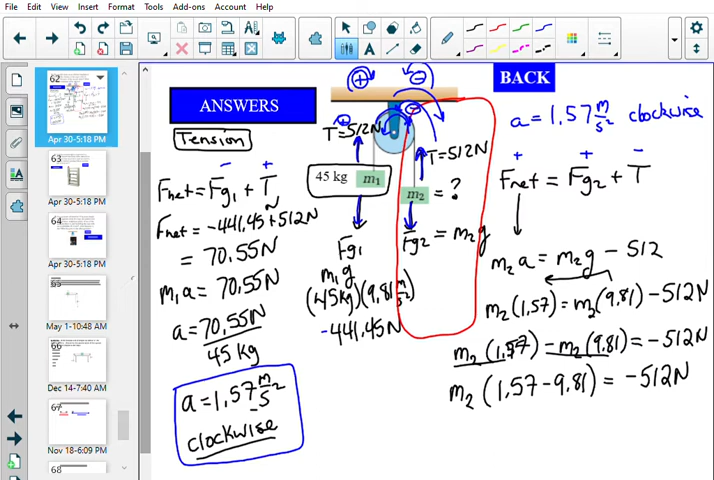 File
Edit
View
Insert
Format
Tools
Add-ons
Account
Help
62
Apr 30-5:18 PM
63
Apr 30-5:18 PM
64
Apr 30-5:18 PM
65
May 1-10:48 AM
66
Dec 14-7:40 AM
67
Nov 18-6:09 PM
68
ANSWERS
Tension
- +
Fnet = Fg1 + T
Fnet = -441.45 + 512N
= 70.55N
m1a = 70.55N
a = 70.55N
45 kg
a = 1.57 m/s²
clockwise
+ -
T = 512N
T = 512N
45 kg m1
m2 = ?
Fg1
Fg2 = m2g
m1g
(45kg)(9.81 m/s²)
-441.45N
BACK
a = 1.57 m/s² clockwise
+ + -
Fnet = Fg2 + T
m2a = m2g - 512
m2(1.57) = m2(9.81) - 512N
m2(1.57) - m2(9.81) = -512N
m2(1.57 - 9.81) = -512N